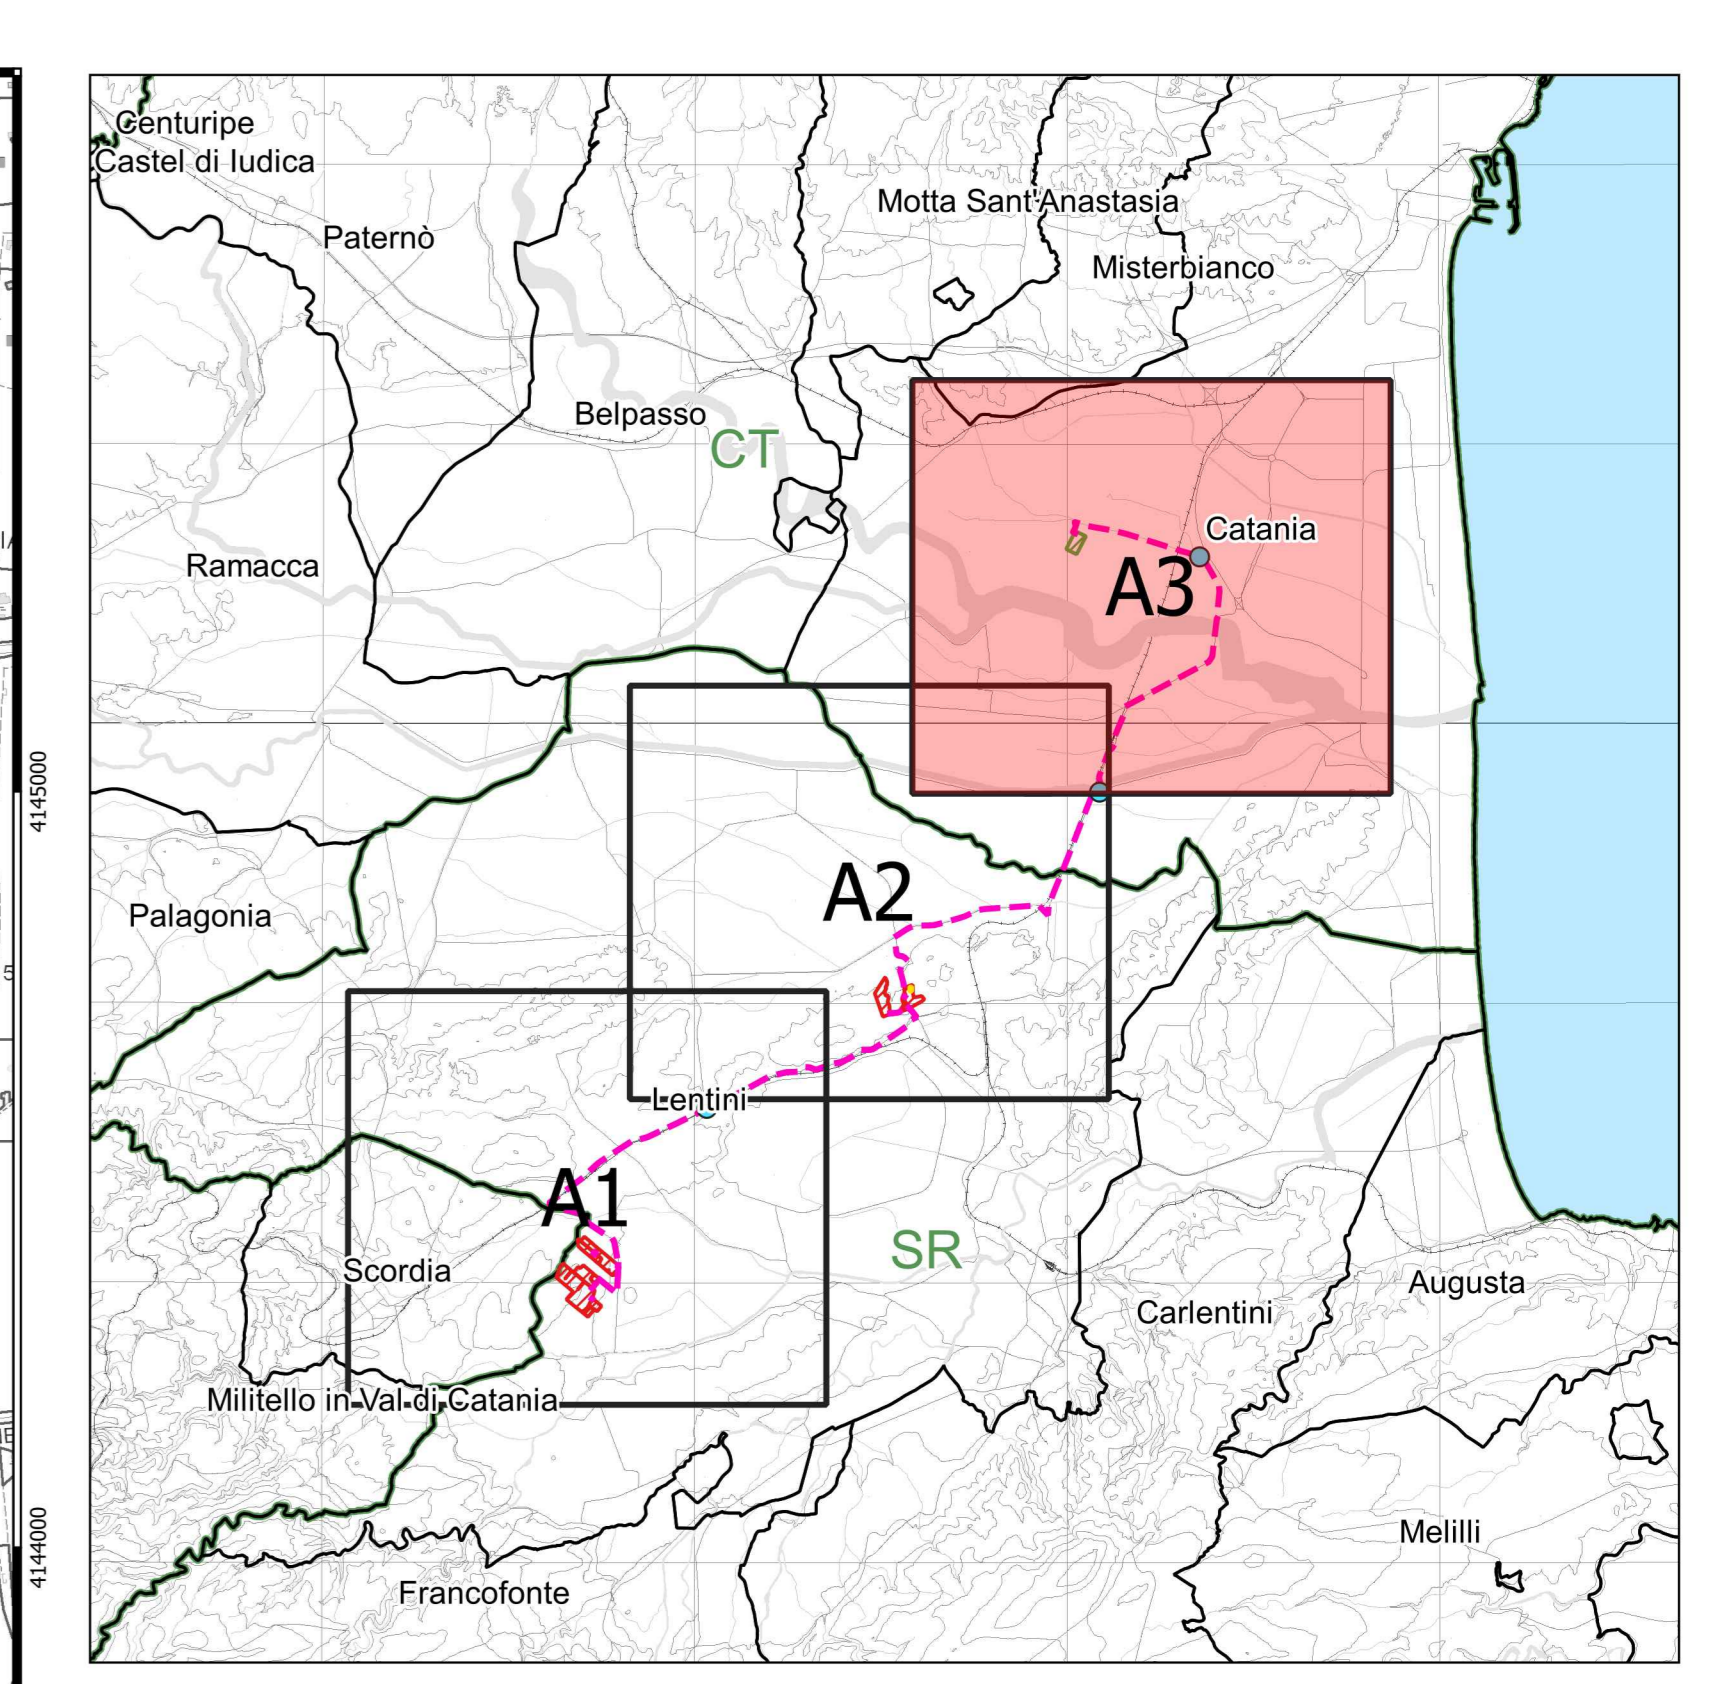 Centuripe
Castel di Iudica
Motta Sant'Anastasia
Paternò
Misterbianco
Belpasso
CT
Catania
Ramacca
A3
4145000
A2
Palagonia
Lentini
A1
SR
Scordia
Augusta
Carlentini
Militello in Val di Catania
Melilli
4144000
Francofonte